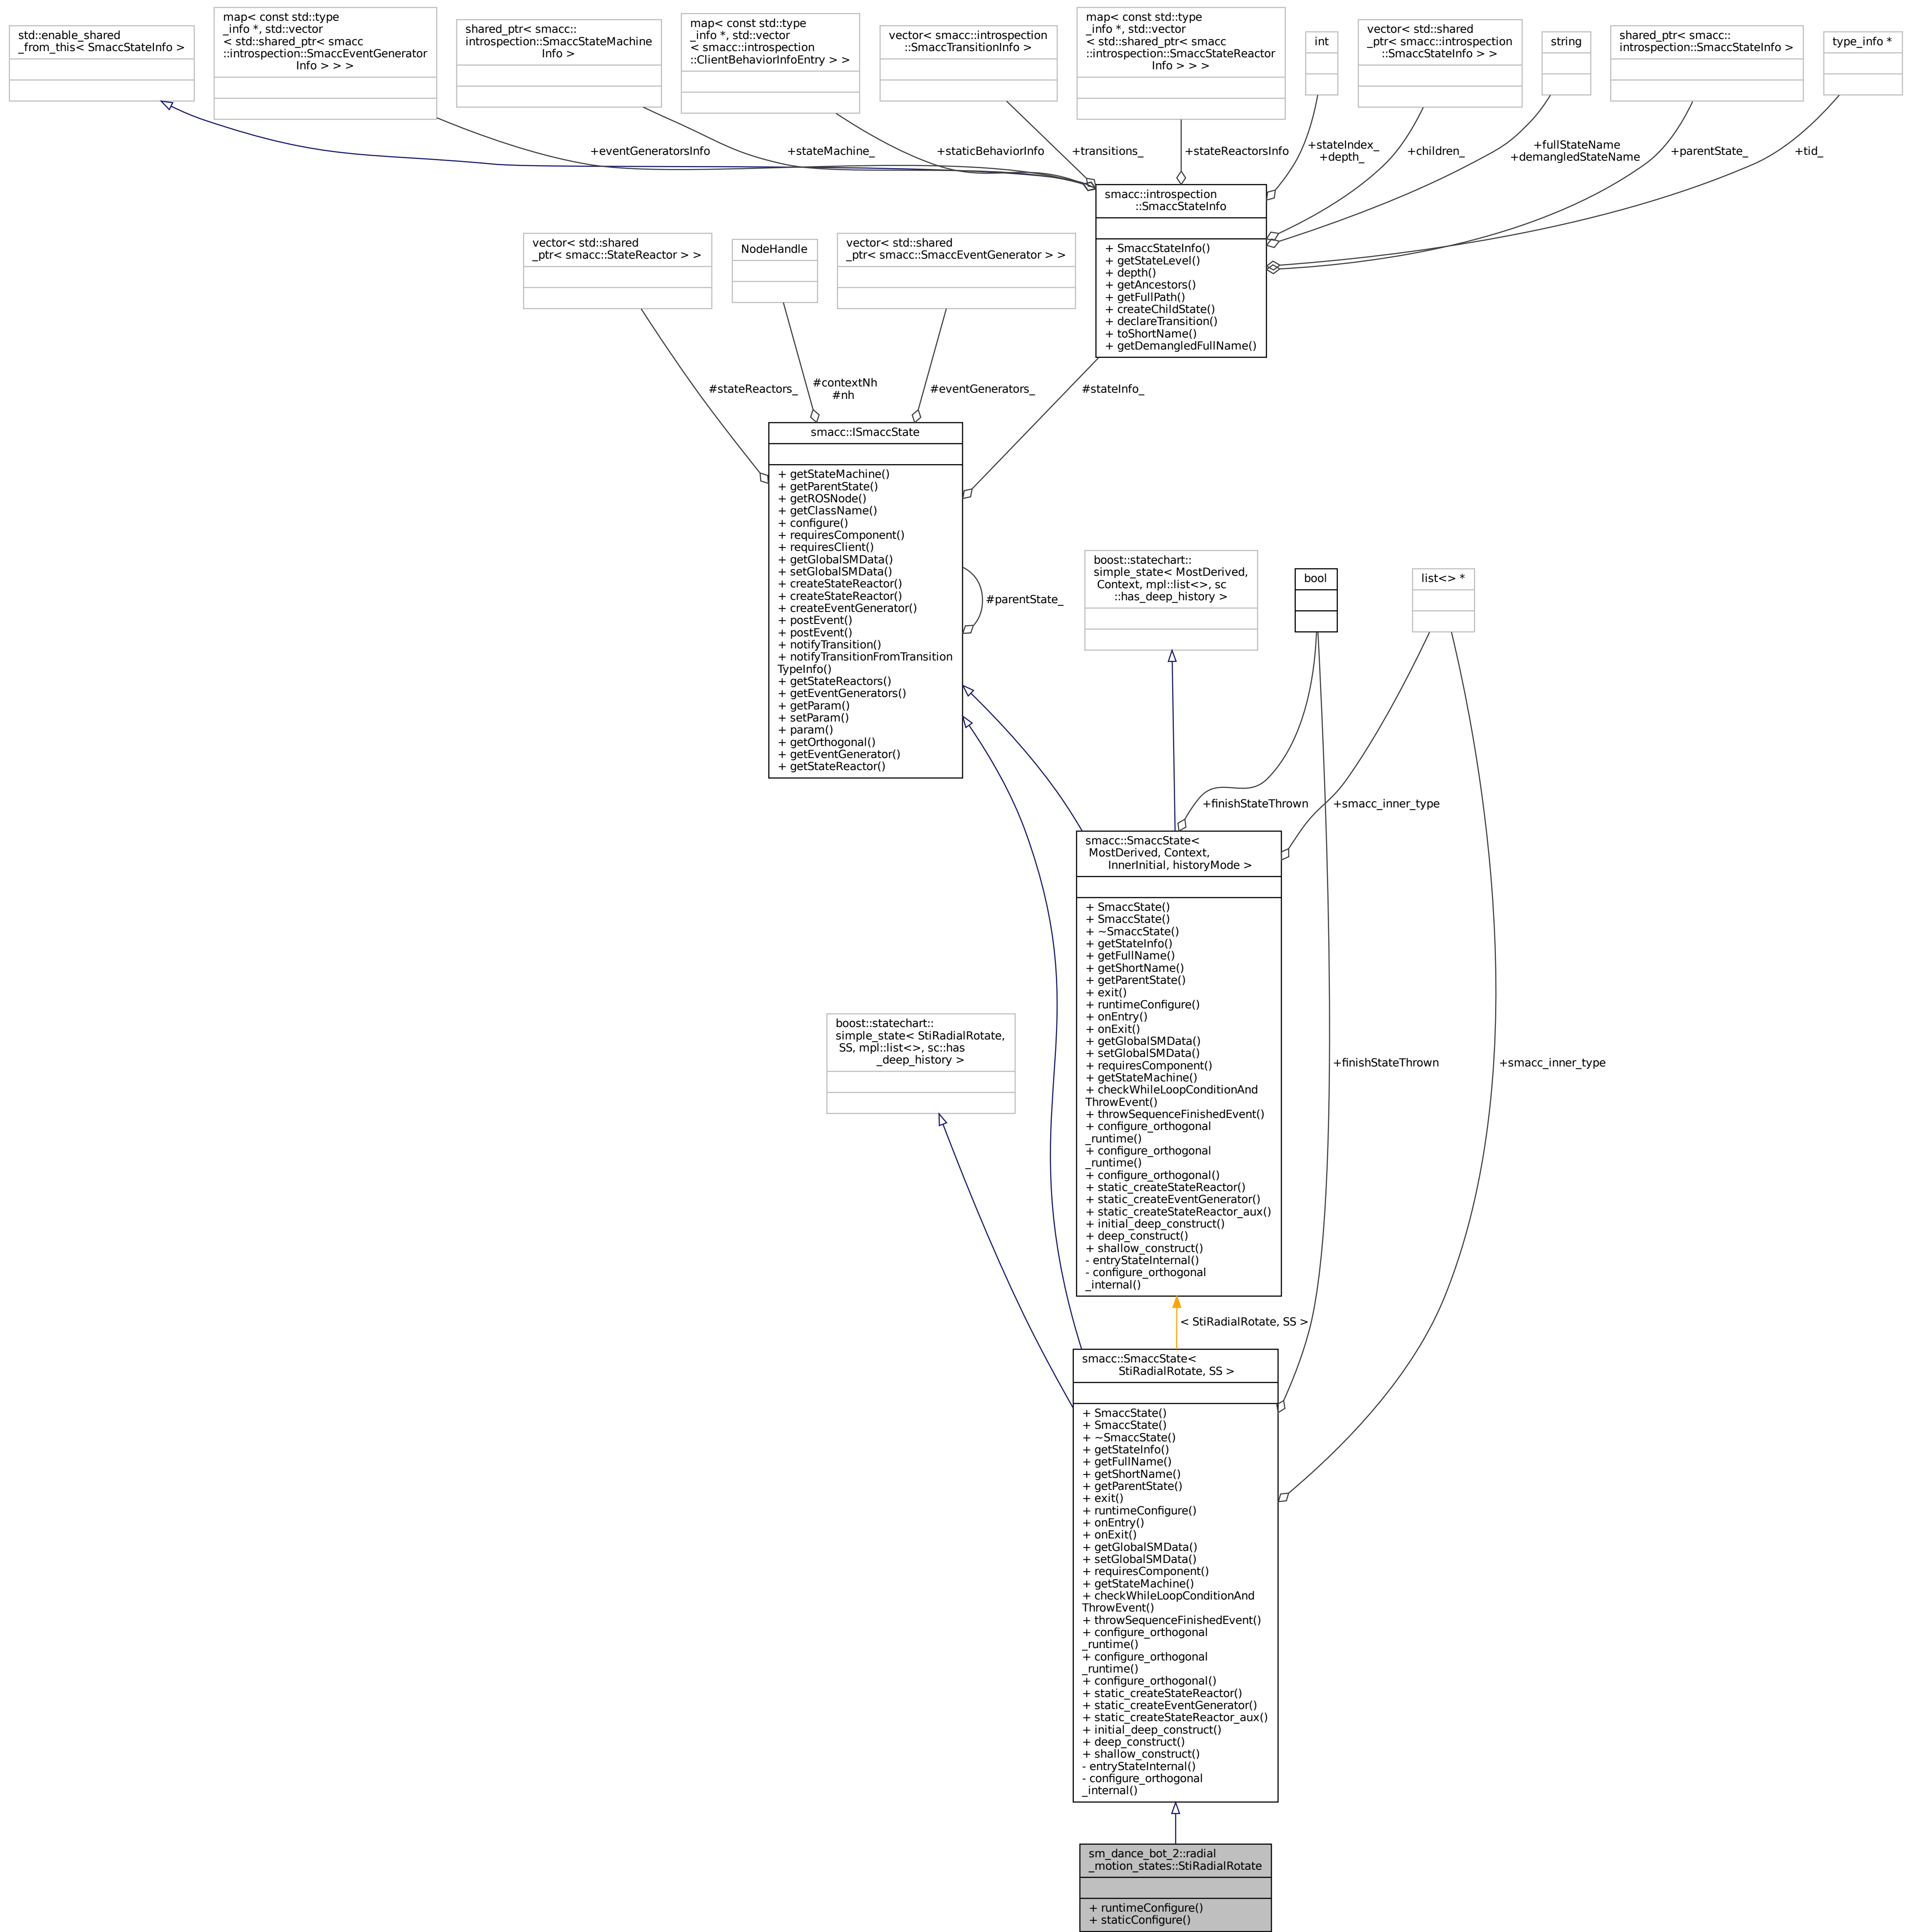 std::enable_shared
_from_this< SmaccStateInfo >
map< const std::type
_info *, std::vector
< std::shared_ptr< smacc
::introspection::SmaccEventGenerator
Info > > >
shared_ptr< smacc::
introspection::SmaccStateMachine
Info >
map< const std::type
_info *, std::vector
< smacc::introspection
::ClientBehaviorInfoEntry > >
vector< smacc::introspection
::SmaccTransitionInfo >
map< const std::type
_info *, std::vector
< std::shared_ptr< smacc
::introspection::SmaccStateReactor
Info > > >
int
vector< std::shared
_ptr< smacc::introspection
::SmaccStateInfo > >
string
shared_ptr< smacc::
introspection::SmaccStateInfo >
type_info *
+eventGeneratorsInfo
+stateMachine_
+staticBehaviorInfo
+transitions_
+stateReactorsInfo
+stateIndex_
+depth_
+children_
+fullStateName
+demangledStateName
+parentState_
+tid_
smacc::introspection
::SmaccStateInfo
+ SmaccStateInfo()
+ getStateLevel()
+ depth()
+ getAncestors()
+ getFullPath()
+ createChildState()
+ declareTransition()
+ toShortName()
+ getDemangledFullName()
vector< std::shared
_ptr< smacc::StateReactor > >
NodeHandle
vector< std::shared
_ptr< smacc::SmaccEventGenerator > >
#stateReactors_
#contextNh
#nh
#eventGenerators_
#stateInfo_
smacc::ISmaccState
+ getStateMachine()
+ getParentState()
+ getROSNode()
+ getClassName()
+ configure()
+ requiresComponent()
+ requiresClient()
+ getGlobalSMData()
+ setGlobalSMData()
+ createStateReactor()
+ createStateReactor()
+ createEventGenerator()
+ postEvent()
+ postEvent()
+ notifyTransition()
+ notifyTransitionFromTransition
TypeInfo()
+ getStateReactors()
+ getEventGenerators()
+ getParam()
+ setParam()
+ param()
+ getOrthogonal()
+ getEventGenerator()
+ getStateReactor()
#parentState_
boost::statechart::
simple_state< MostDerived,
Context, mpl::list<>, sc
::has_deep_history >
bool
list<> *
+finishStateThrown
+smacc_inner_type
smacc::SmaccState<
MostDerived, Context,
InnerInitial, historyMode >
+ SmaccState()
+ SmaccState()
+ ~SmaccState()
+ getStateInfo()
+ getFullName()
+ getShortName()
+ getParentState()
+ exit()
+ runtimeConfigure()
+ onEntry()
+ onExit()
+ getGlobalSMData()
+ setGlobalSMData()
+ requiresComponent()
+ getStateMachine()
+ checkWhileLoopConditionAnd
ThrowEvent()
+ throwSequenceFinishedEvent()
+ configure_orthogonal
_runtime()
+ configure_orthogonal
_runtime()
+ configure_orthogonal()
+ static_createStateReactor()
+ static_createEventGenerator()
+ static_createStateReactor_aux()
+ initial_deep_construct()
+ deep_construct()
+ shallow_construct()
- entryStateInternal()
- configure_orthogonal
_internal()
boost::statechart::
simple_state< StiRadialRotate,
SS, mpl::list<>, sc::has
_deep_history >
+finishStateThrown
+smacc_inner_type
< StiRadialRotate, SS >
smacc::SmaccState<
StiRadialRotate, SS >
+ SmaccState()
+ SmaccState()
+ ~SmaccState()
+ getStateInfo()
+ getFullName()
+ getShortName()
+ getParentState()
+ exit()
+ runtimeConfigure()
+ onEntry()
+ onExit()
+ getGlobalSMData()
+ setGlobalSMData()
+ requiresComponent()
+ getStateMachine()
+ checkWhileLoopConditionAnd
ThrowEvent()
+ throwSequenceFinishedEvent()
+ configure_orthogonal
_runtime()
+ configure_orthogonal
_runtime()
+ configure_orthogonal()
+ static_createStateReactor()
+ static_createEventGenerator()
+ static_createStateReactor_aux()
+ initial_deep_construct()
+ deep_construct()
+ shallow_construct()
- entryStateInternal()
- configure_orthogonal
_internal()
sm_dance_bot_2::radial
_motion_states::StiRadialRotate
+ runtimeConfigure()
+ staticConfigure()